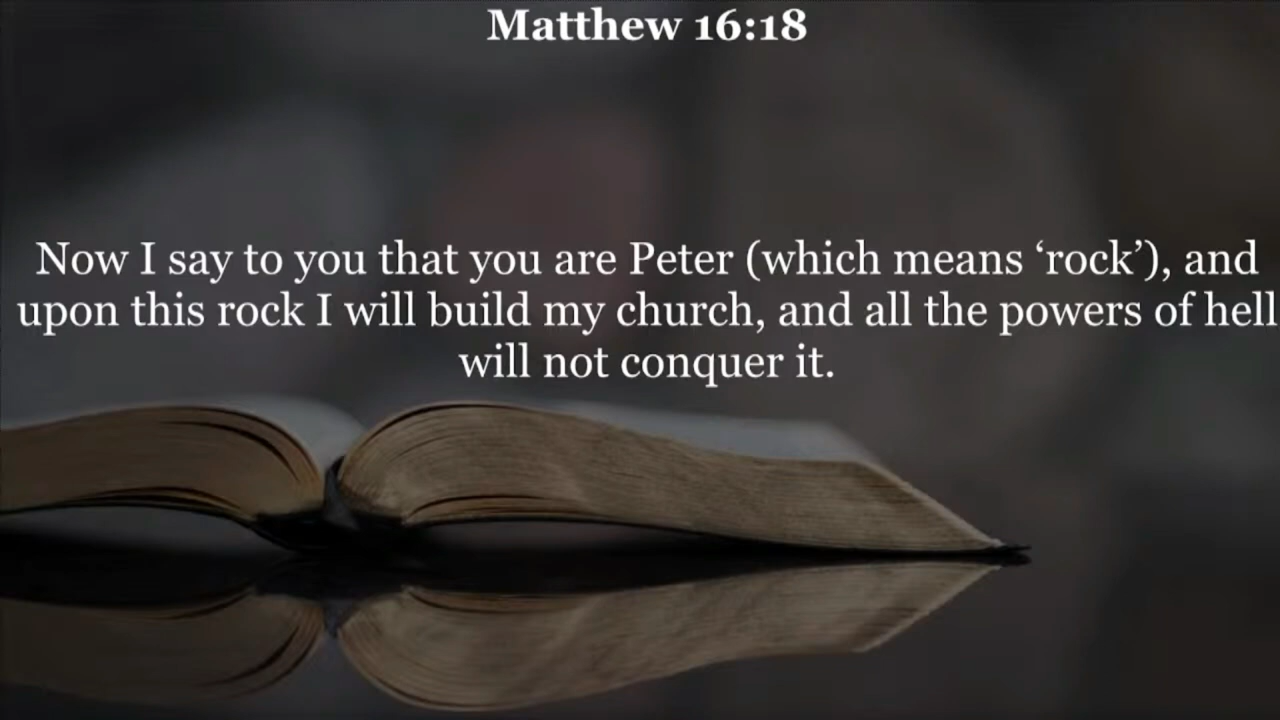 Matthew 16:18
Now I say to you that you are Peter (which means ‘rock’), and
upon this rock I will build my church, and all the powers of hell
will not conquer it.